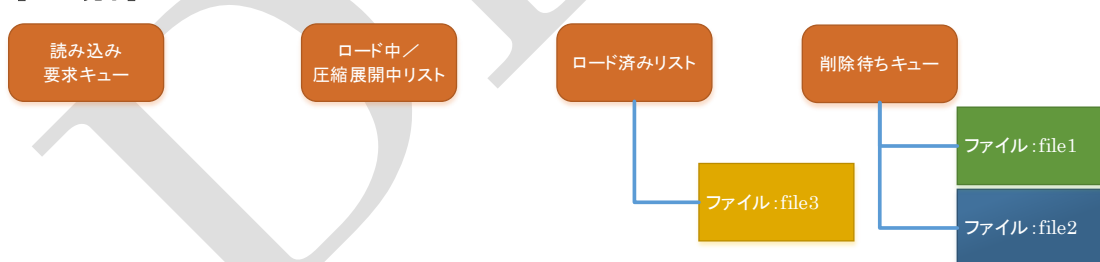 読み込み
要求キュー
ロード中／
圧縮展開中リスト
ロード済みリスト
削除待ちキュー
ファイル:file1
ファイル:file3
ファイル:file2